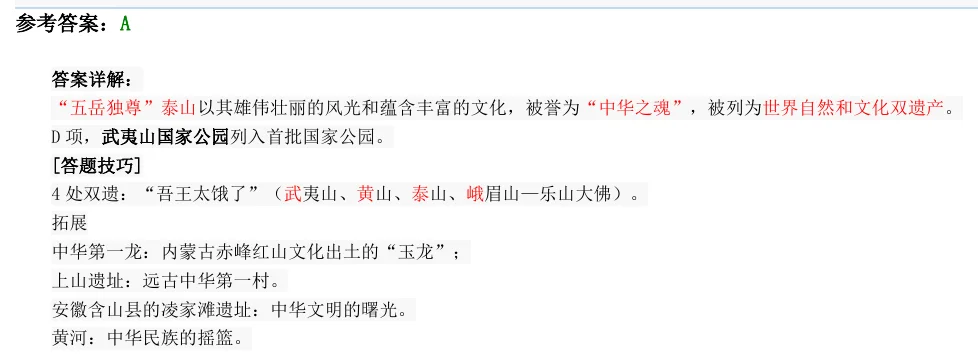 参考答案：A
答案详解：
“五岳独尊”泰山以其雄伟壮丽的风光和蕴含丰富的文化，被誉为“中华之魂”，被列为世界自然和文化双遗产。
D 项，武夷山国家公园列入首批国家公园。
[答题技巧]
4 处双遗：“吾王太饿了”（武夷山、黄山、泰山、峨眉山—乐山大佛）。
拓展
中华第一龙：内蒙古赤峰红山文化出土的“玉龙”；
上山遗址：远古中华第一村。
安徽含山县的凌家滩遗址：中华文明的曙光。
黄河：中华民族的摇篮。